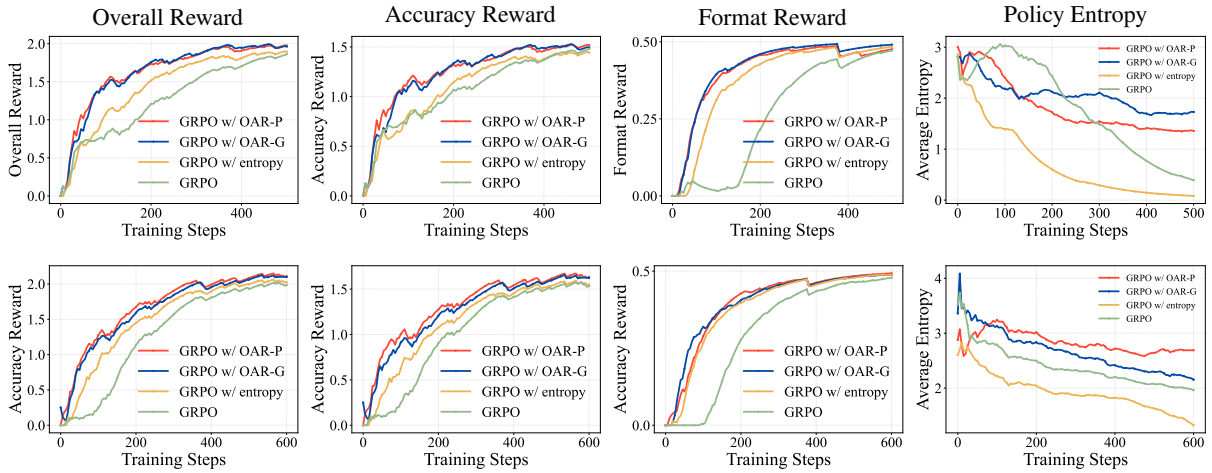 Overall Reward
Accuracy Reward
Format Reward
Policy Entropy
Overall Reward
2.0
1.5
1.0
0.5
0.0
GRPO w/ OAR-P
GRPO w/ OAR-G
GRPO w/ entropy
GRPO
0
200
400
Training Steps
Accuracy Reward
1.5
1.0
0.5
0.0
GRPO w/ OAR-P
GRPO w/ OAR-G
GRPO w/ entropy
GRPO
0
200
400
Training Steps
Format Reward
0.50
0.25
0.00
GRPO w/ OAR-P
GRPO w/ OAR-G
GRPO w/ entropy
GRPO
0
200
400
Training Steps
Average Entropy
3
2
1
0
GRPO w/ OAR-P
GRPO w/ OAR-G
GRPO w/ entropy
GRPO
0
100
200
300
400
500
Training Steps
Accuracy Reward
2.0
1.5
1.0
0.5
0.0
GRPO w/ OAR-P
GRPO w/ OAR-G
GRPO w/ entropy
GRPO
0
200
400
600
Training Steps
Accuracy Reward
2.0
1.5
1.0
0.5
0.0
GRPO w/ OAR-P
GRPO w/ OAR-G
GRPO w/ entropy
GRPO
0
200
400
600
Training Steps
Accuracy Reward
0.5
0.0
GRPO w/ OAR-P
GRPO w/ OAR-G
GRPO w/ entropy
GRPO
0
200
400
600
Training Steps
Average Entropy
4
3
2
GRPO w/ OAR-P
GRPO w/ OAR-G
GRPO w/ entropy
GRPO
0
200
400
600
Training Steps